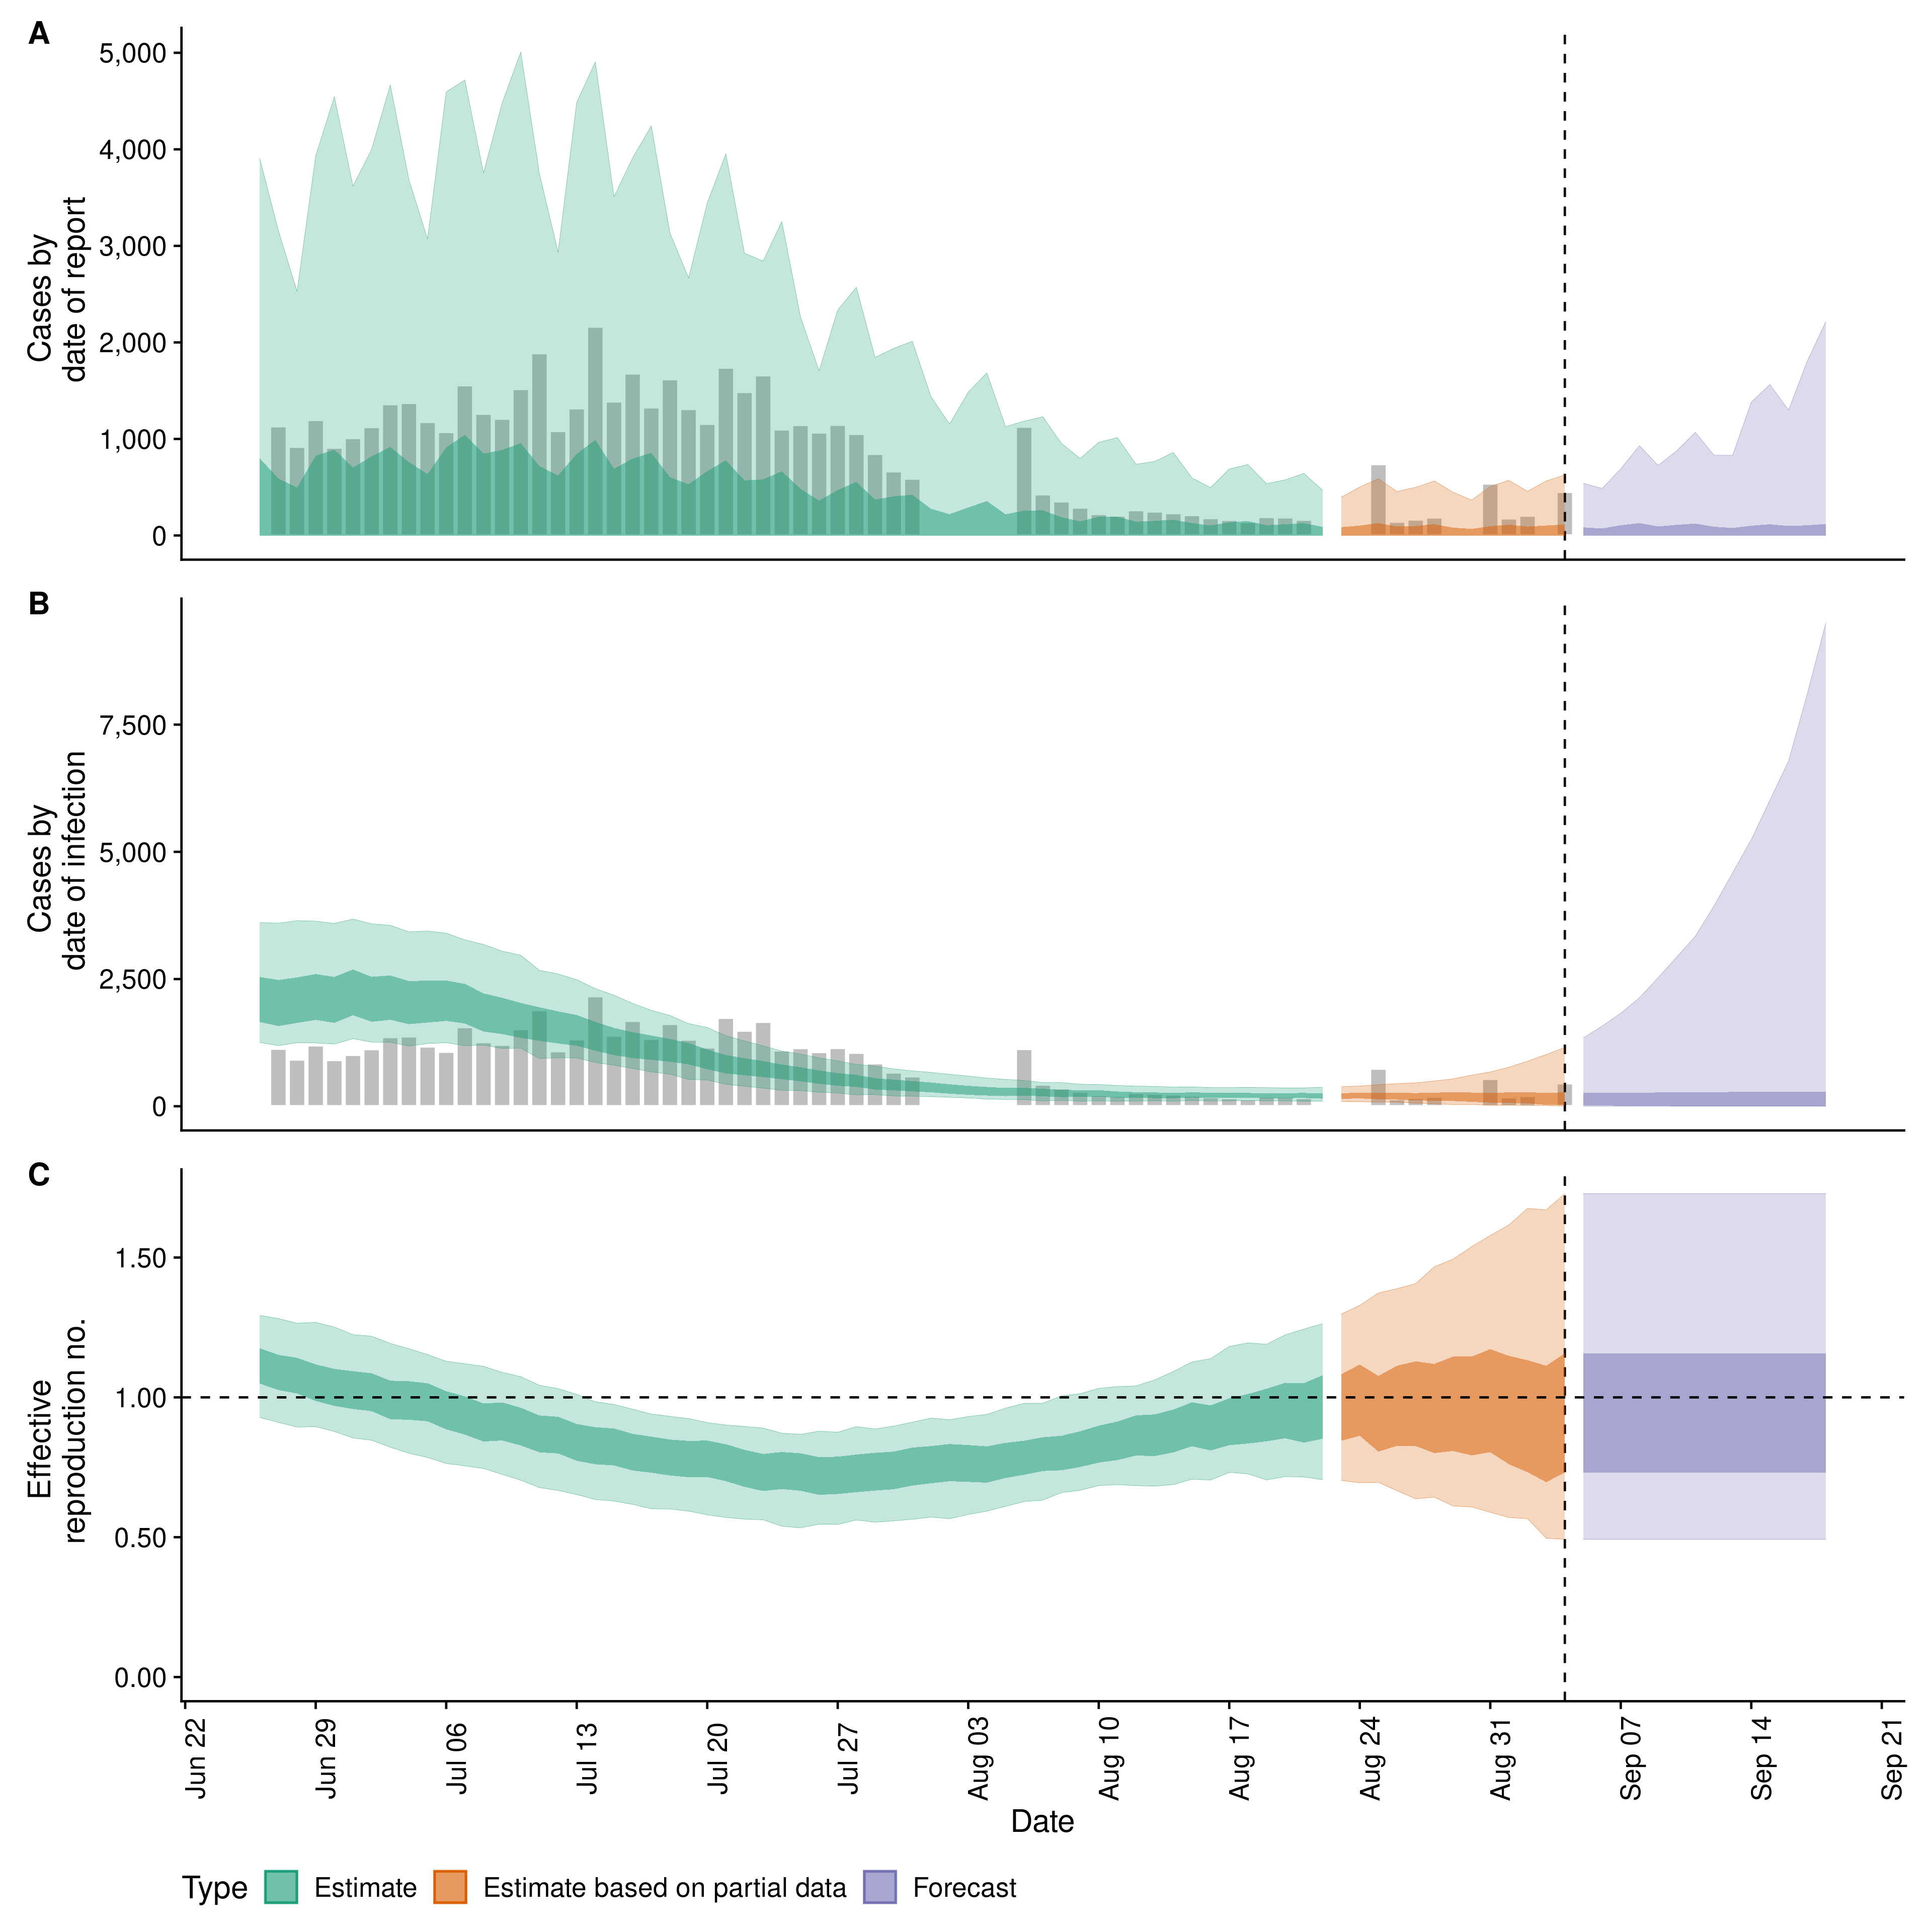 A
5,000
4,000
3,000
2,000
1,000
0
Cases by
date of report
B
7,500
5,000
2,500
0
Cases by
date of infection
C
1.50
1.00
0.50
0.00
Effective
reproduction no.
Jun 22
Jun 29
Jul 06
Jul 13
Jul 20
Jul 27
Aug 03
Aug 10
Aug 17
Aug 24
Aug 31
Sep 07
Sep 14
Sep 21
Date
Type Estimate Estimate based on partial data Forecast